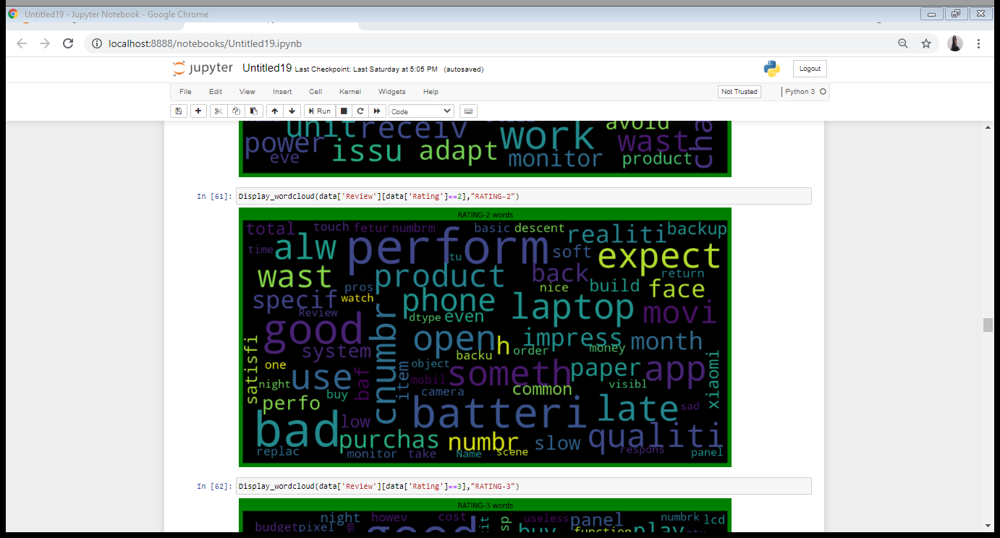 Untitled19 - Jupyter Notebook - Google Chrome
localhost:8888/notebooks/Untitled19.ipynb
jupyter Untitled19 Last Checkpoint: Last Saturday at 5:05 PM (autosaved)
Logout
File Edit View Insert Cell Kernel Widgets Help
Not Trusted
Python 3
Run
Code
unit receiv work avoid
power issu adapt wast
eve monitor product
In [61]: Display_wordcloud(data['Review'][data['Rating']==2],"RATING-2")
RATING-2 words
total touch fetur numbrm basic descent realiti backup
time alw perform tu soft expect
wast product back return
pros nice build face
specif watch phone laptop movi
Review dtype even
good open h impress month
system backu order money
satisfi one cnumbr object someth paper app xiaomi
night use baf item mobil common visibl
perfo buy camera
batteri late sad
bad low qualiti
purchas numbr slow
replac monitor take Name scene respons panel
In [62]: Display_wordcloud(data['Review'][data['Rating']==3],"RATING-3")
RATING-3 words
night howev cost sp useless panel numbrk lcd
budget pixel good buy function play